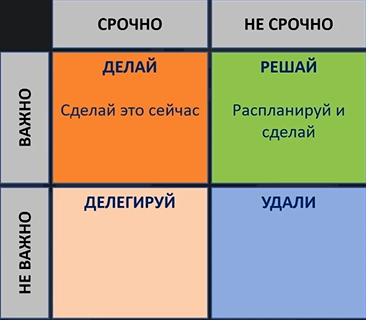 СРОЧНО
НЕ СРОЧНО
ВАЖНО
ДЕЛАЙ
Сделай это сейчас
РЕШАЙ
Распланируй и
сделай
НЕ ВАЖНО
ДЕЛЕГИРУЙ
УДАЛИ